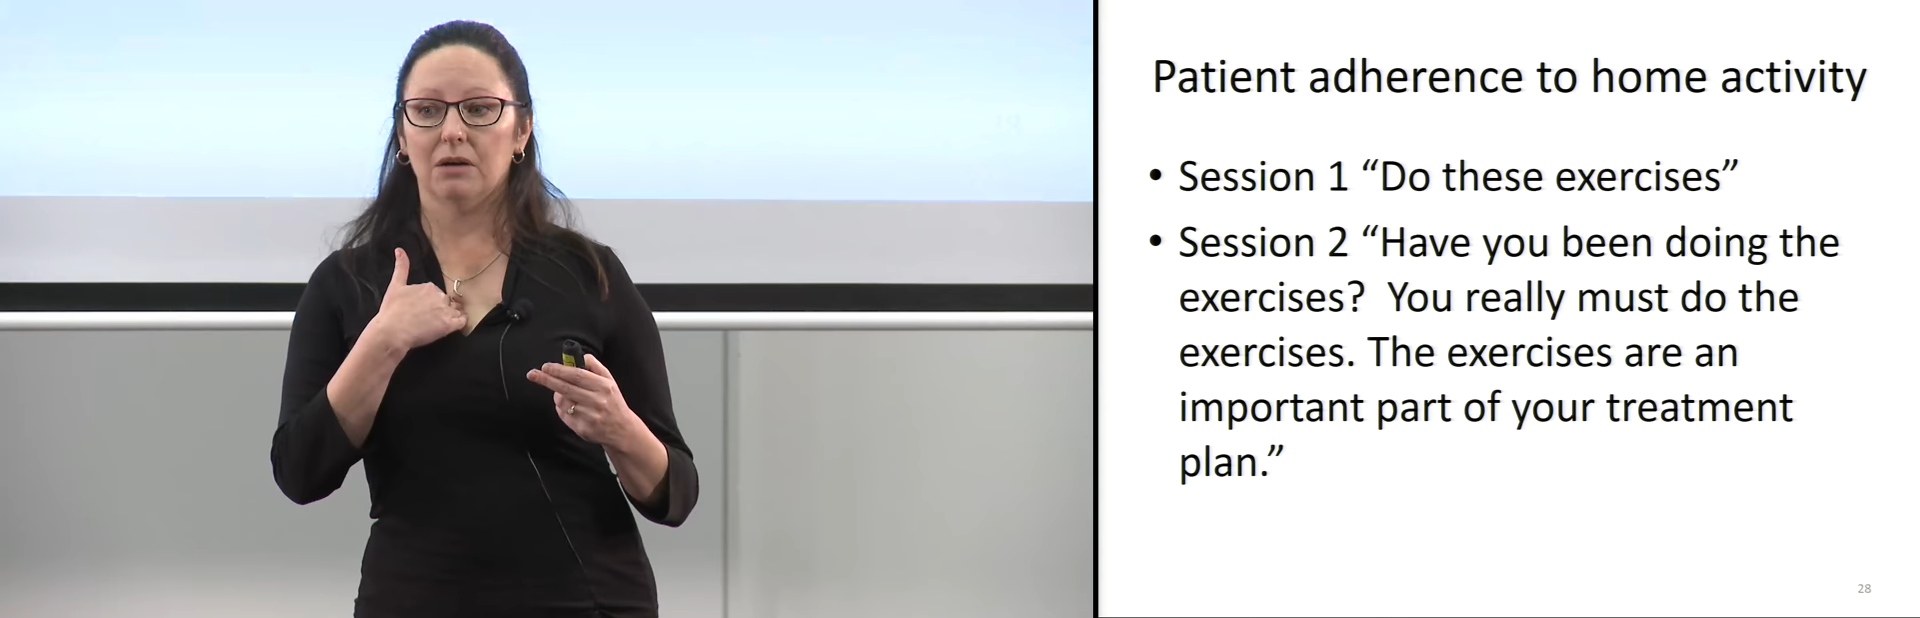 Patient adherence to home activity
• Session 1 “Do these exercises”
• Session 2 “Have you been doing the
exercises?  You really must do the
exercises. The exercises are an
important part of your treatment
plan.”
28